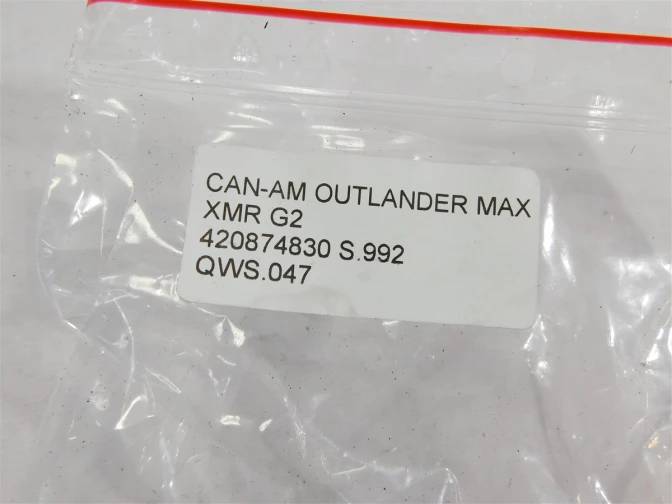 CAN-AM OUTLANDER MAX
XMR G2
420874830 S.992
QWS.047